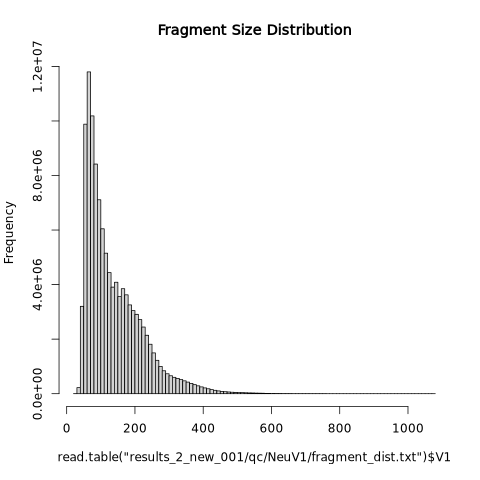 Fragment Size Distribution
Frequency
1.2e+07
8.0e+06
4.0e+06
0.0e+00
0 200 400 600 800 1000
read.table("results_2_new_001/qc/NeuV1/fragment_dist.txt")$V1